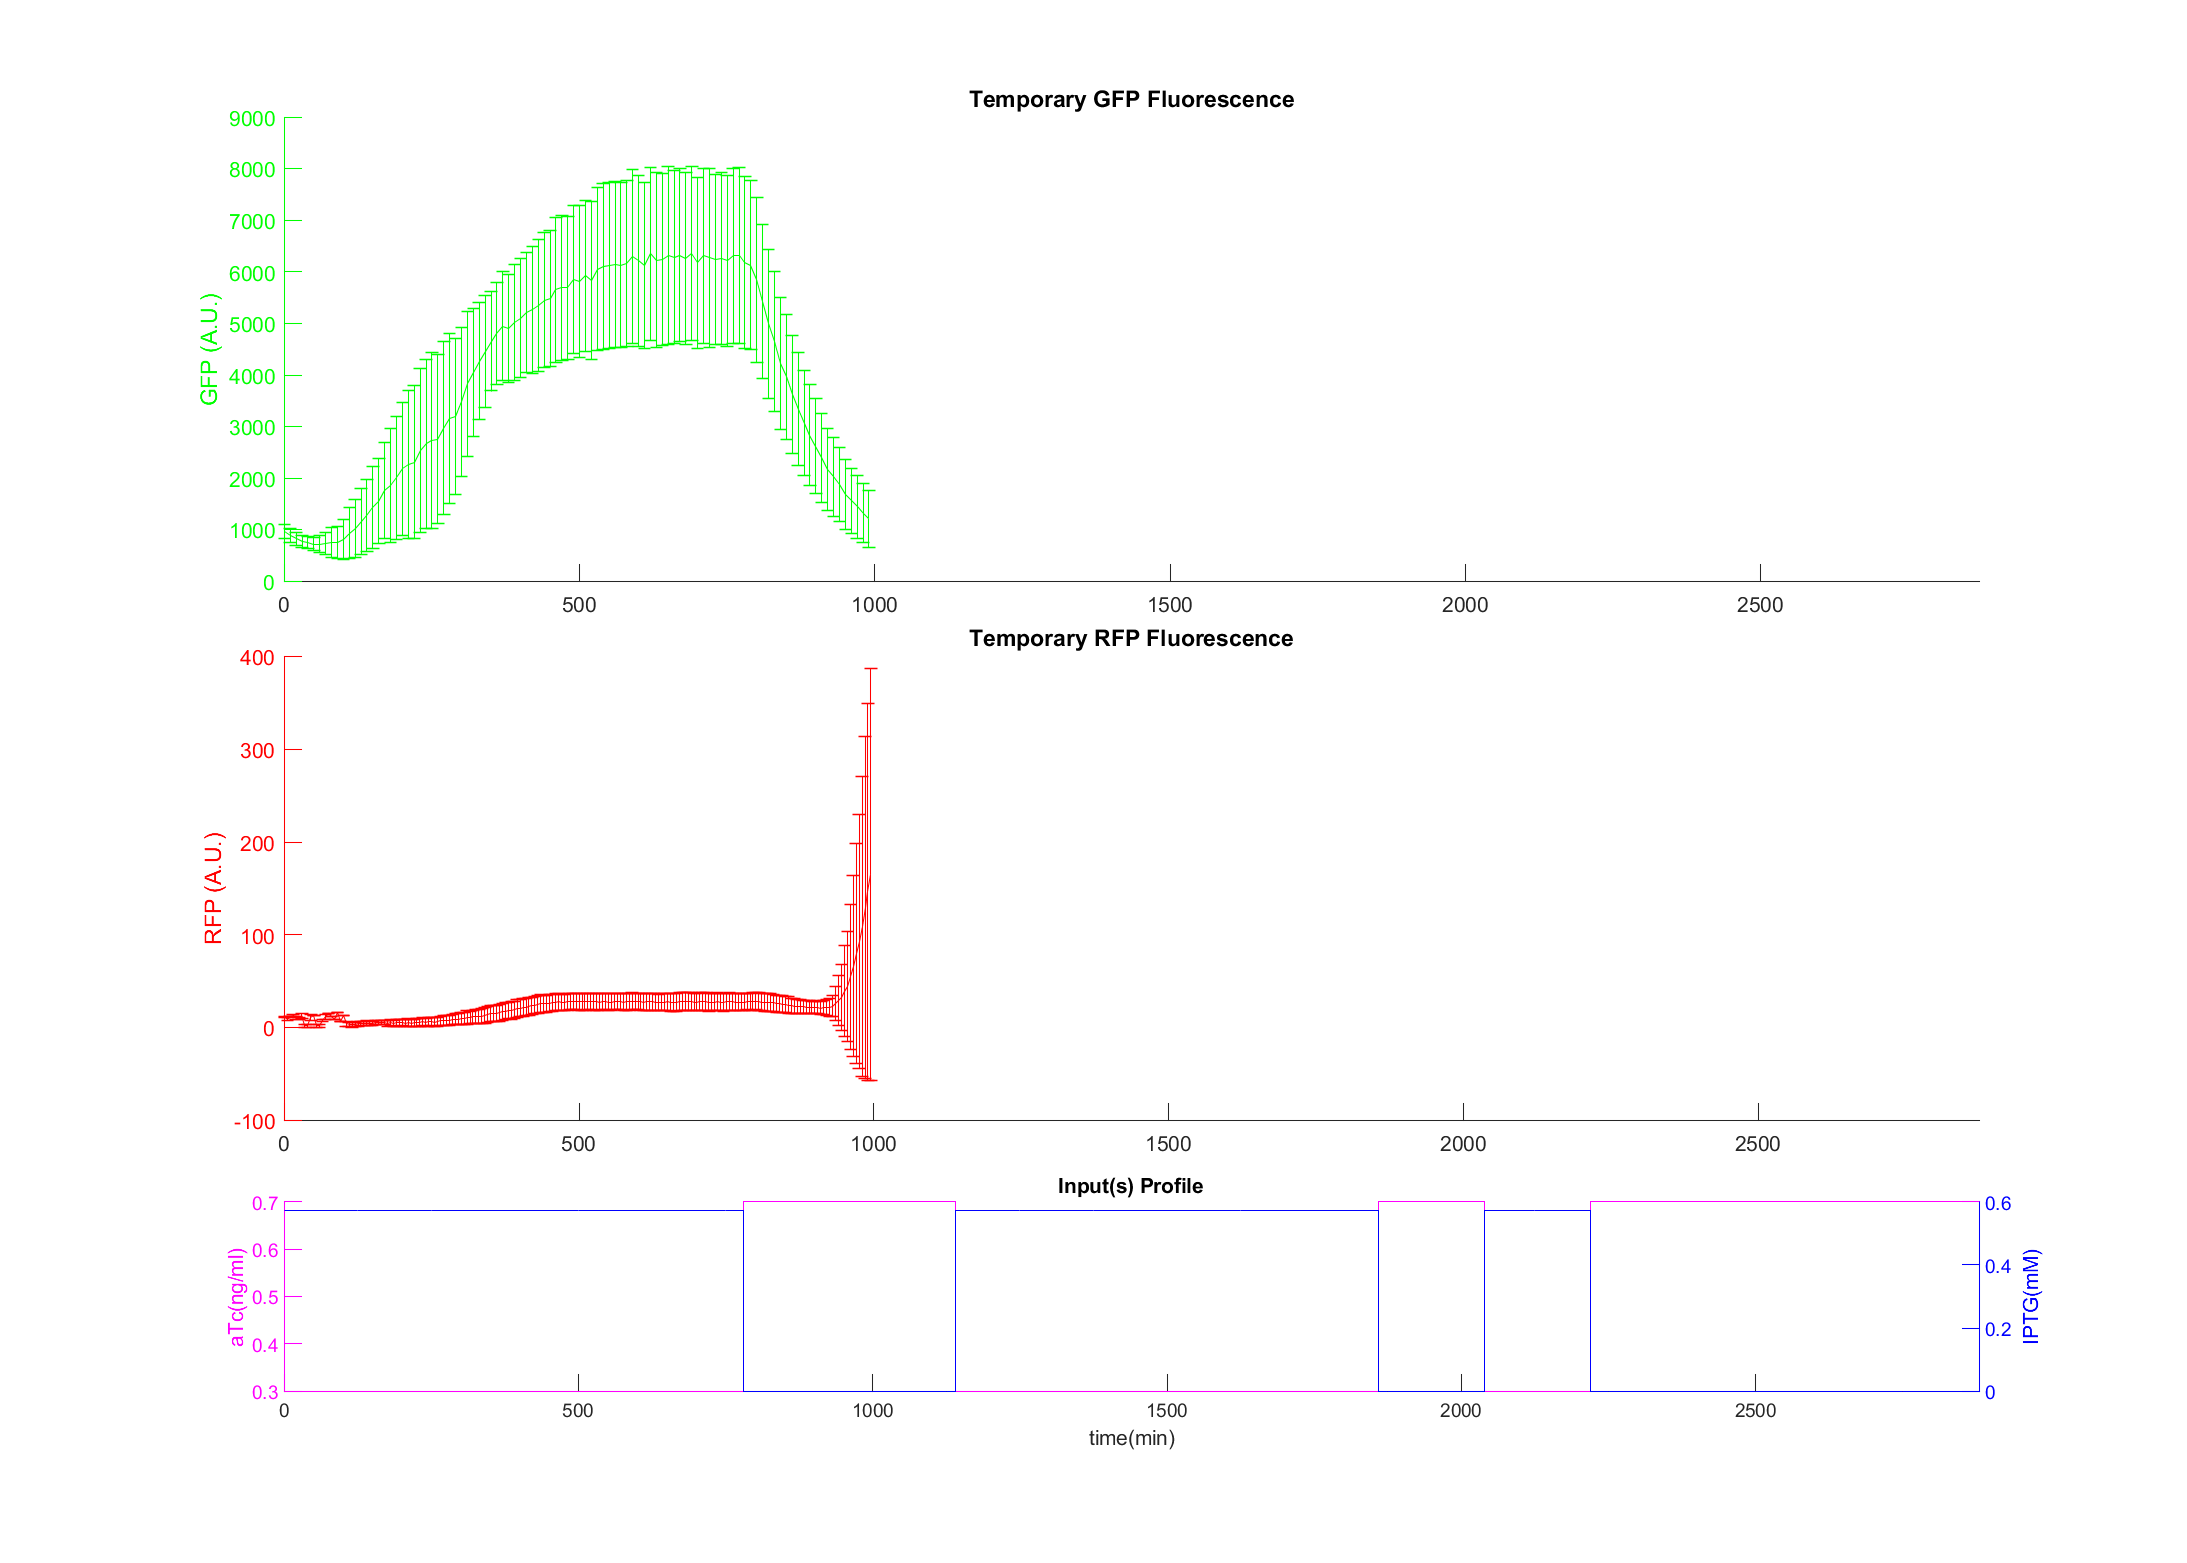 Temporary GFP Fluorescence
9000
8000
7000
6000
5000
4000
3000
2000
1000
0
GFP (A.U.)
0 500 1000 1500 2000 2500
Temporary RFP Fluorescence
400
300
200
100
0
-100
RFP (A.U.)
0 500 1000 1500 2000 2500
Input(s) Profile
0.7
0.6
0.5
0.4
0.3
aTc(ng/ml)
0.6
0.4
0.2
0
IPTG(mM)
0 500 1000 1500 2000 2500
time(min)